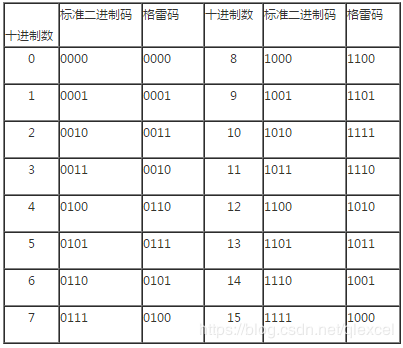 十进制数 标准二进制码 格雷码 十进制数 标准二进制码 格雷码
0 0000 0000 8 1000 1100
1 0001 0001 9 1001 1101
2 0010 0011 10 1010 1111
3 0011 0010 11 1011 1110
4 0100 0110 12 1100 1010
5 0101 0111 13 1101 1011
6 0110 0101 14 1110 1001
7 0111 0100 15 1111 1000
https://blog.csdn.net/qlexcel